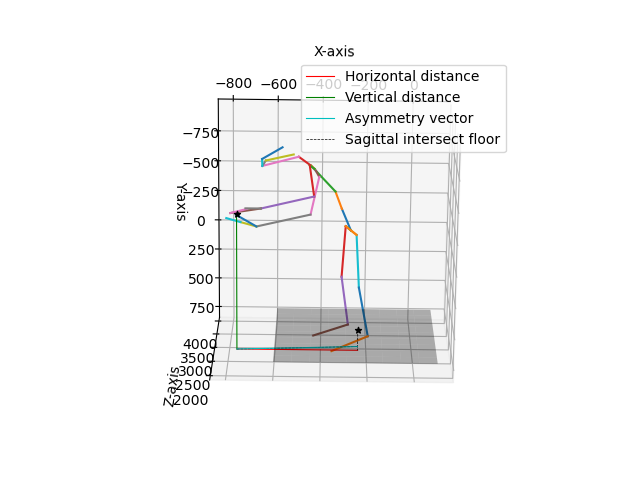 X-axis
−800 −600 −400 −200 0
Horizontal distance
Vertical distance
Asymmetry vector
Sagittal intersect floor
−750
−500
−250
0
250
500
750
Y-axis
4000
3500
3000
2500
2000
Z-axis